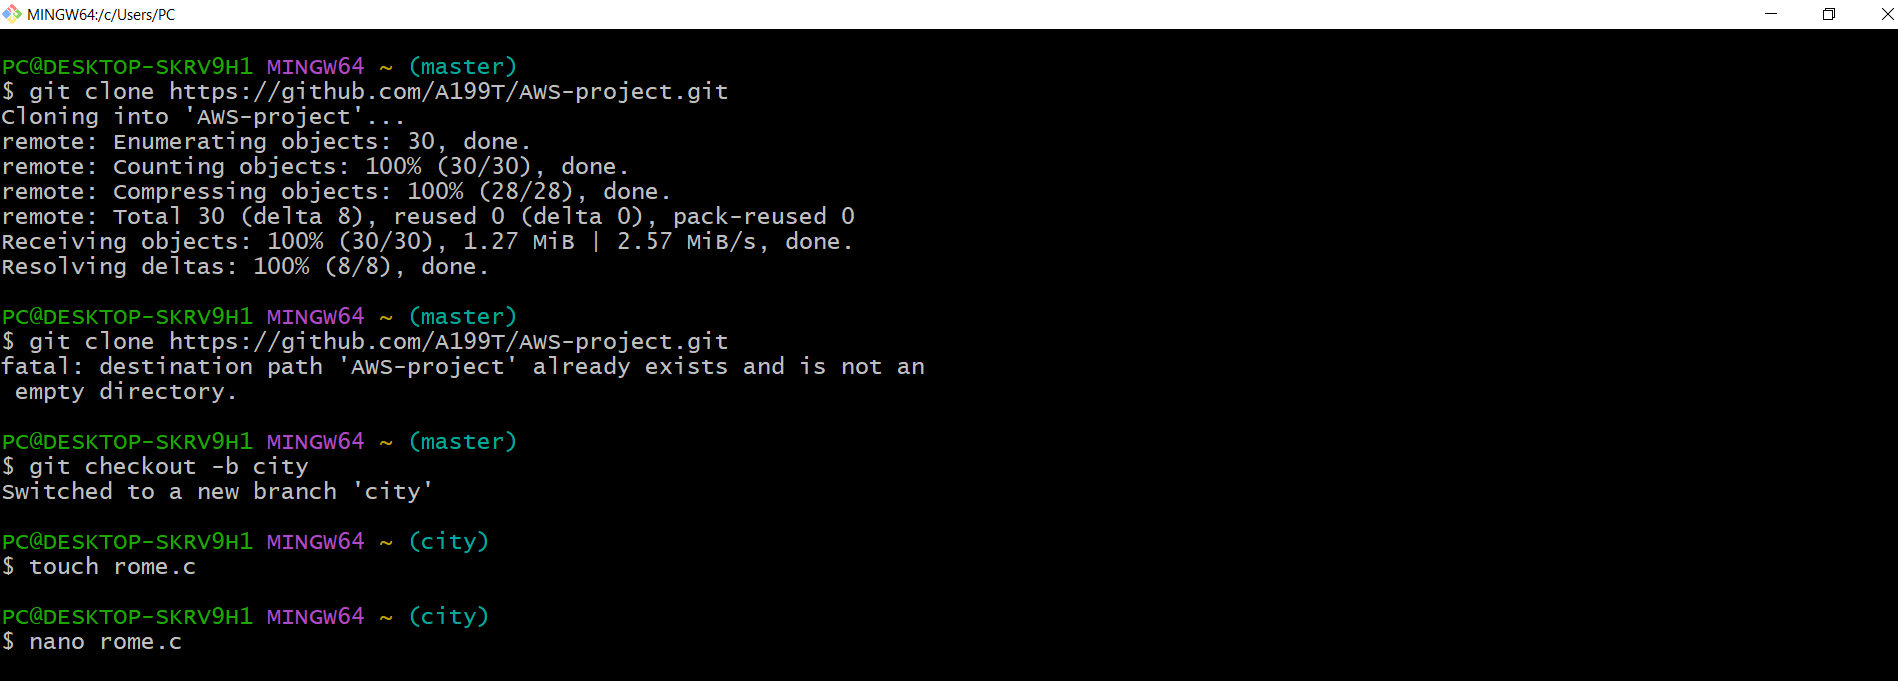 MINGW64:/c/Users/PC
PC@DESKTOP-SKRV9H1 MINGW64 ~ (master)
$ git clone https://github.com/A199T/AWS-project.git
Cloning into 'AWS-project'...
remote: Enumerating objects: 30, done.
remote: Counting objects: 100% (30/30), done.
remote: Compressing objects: 100% (28/28), done.
remote: Total 30 (delta 8), reused 0 (delta 0), pack-reused 0
Receiving objects: 100% (30/30), 1.27 MiB | 2.57 MiB/s, done.
Resolving deltas: 100% (8/8), done.
PC@DESKTOP-SKRV9H1 MINGW64 ~ (master)
$ git clone https://github.com/A199T/AWS-project.git
fatal: destination path 'AWS-project' already exists and is not an
 empty directory.
PC@DESKTOP-SKRV9H1 MINGW64 ~ (master)
$ git checkout -b city
Switched to a new branch 'city'
PC@DESKTOP-SKRV9H1 MINGW64 ~ (city)
$ touch rome.c
PC@DESKTOP-SKRV9H1 MINGW64 ~ (city)
$ nano rome.c